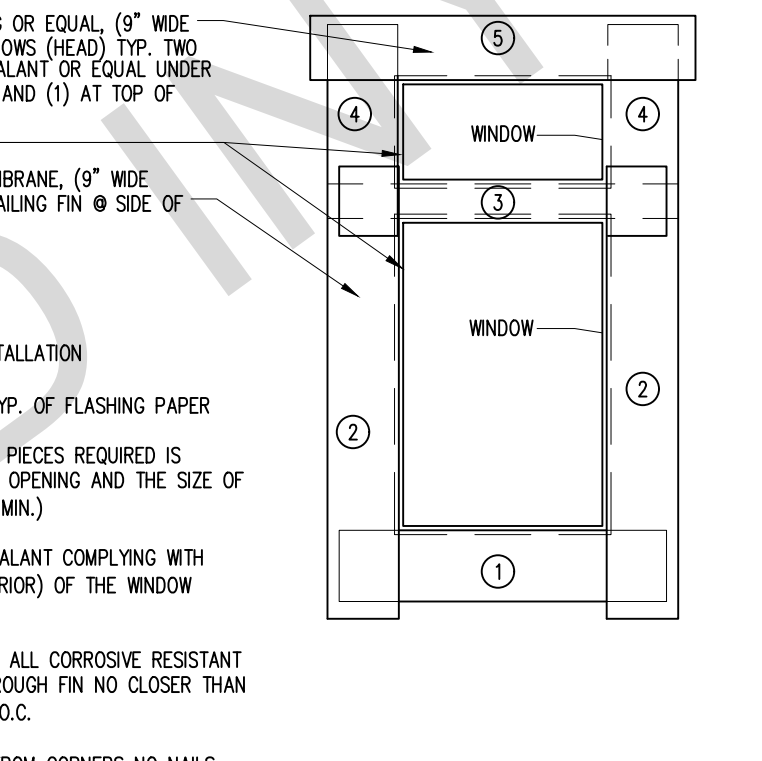 G OR EQUAL, (9" WIDE
OWS (HEAD) TYP. TWO
ALANT OR EQUAL UNDER
AND (1) AT TOP OF
MBRANE, (9" WIDE
AILING FIN @ SIDE OF
TALLATION
YP. OF FLASHING PAPER
PIECES REQUIRED IS
OPENING AND THE SIZE OF
MIN.)
ALANT COMPLYING WITH
RIOR) OF THE WINDOW
ALL CORROSIVE RESISTANT
ROUGH FIN NO CLOSER THAN
O.C.
FROM CORNERS NO NAILS
5
4
4
WINDOW
3
WINDOW
2
2
1